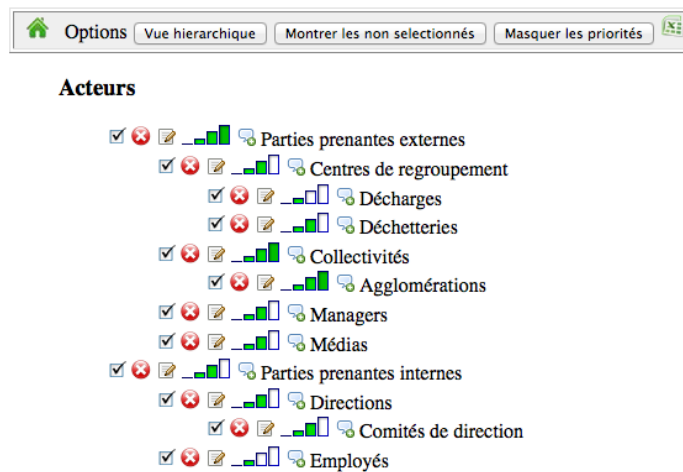 Options Vue hierarchique Montrer les non selectionnés Masquer les priorités
Acteurs
Parties prenantes externes
Centres de regroupement
Décharges
Déchetteries
Collectivités
Agglomérations
Managers
Médias
Parties prenantes internes
Directions
Comités de direction
Employés